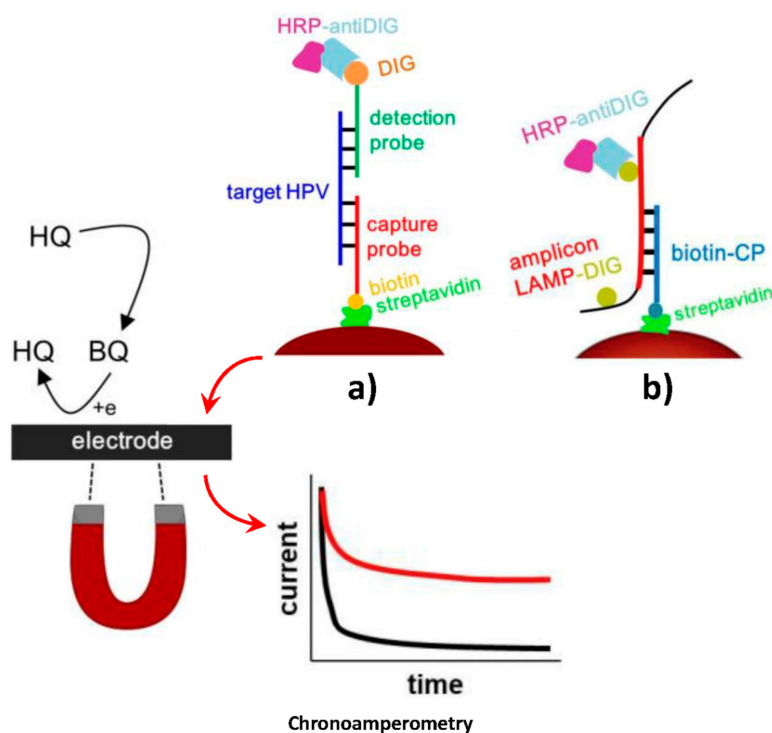 HRP-antiDIG
DIG
detection
probe
target HPV
capture
probe
biotin
streptavidin
a)
HRP-antiDIG
amplicon
LAMP-DIG
biotin-CP
streptavidin
b)
HQ
HQ
BQ
+e
electrode
current
time
Chronoamperometry